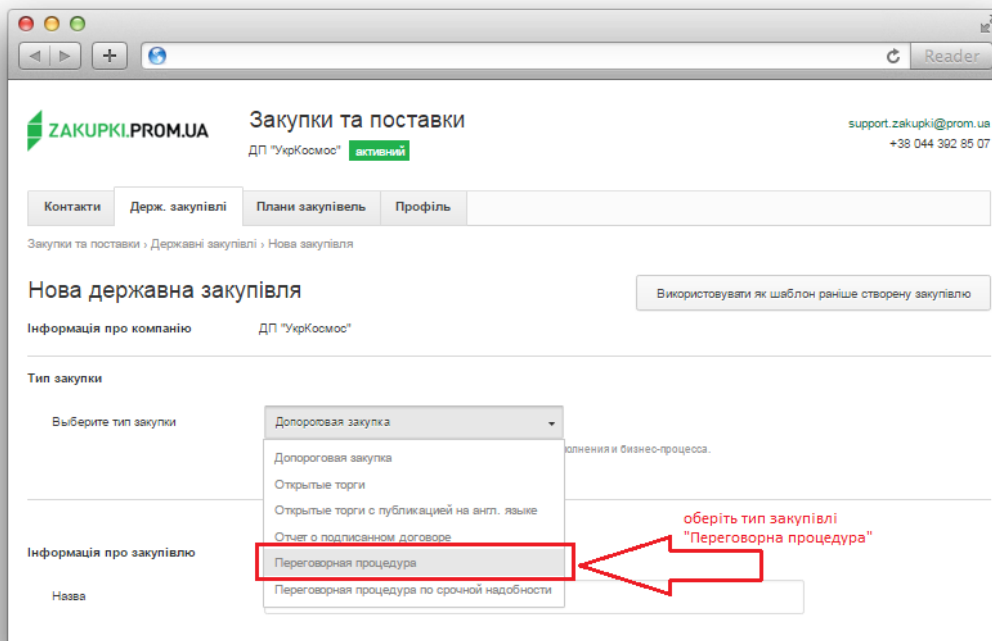 Reader
ZAKUPKI.PROM.UA
Закупки та поставки
support.zakupki@prom.ua
ДП "УкрКосмос" активний
+38 044 392 85 07
Контакти Держ. закупівлі Плани закупівель Профіль
Закупки та поставки › Державні закупівлі › Нова закупівля
Нова державна закупівля
Використовувати як шаблон раніше створену закупівлю
Інформація про компанію ДП "УкрКосмос"
Тип закупки
Выберите тип закупки Допороговая закупка
Допороговая закупка
и бизнес-процесса.
Открытые торги
Открытые торги с публикацией на англ. языке
оберіть тип закупівлі
"Переговорна процедура"
Отчет о подписанном договоре
Інформація про закупівлю
Переговорная процедура
Назва
Переговорная процедура по срочной надобности